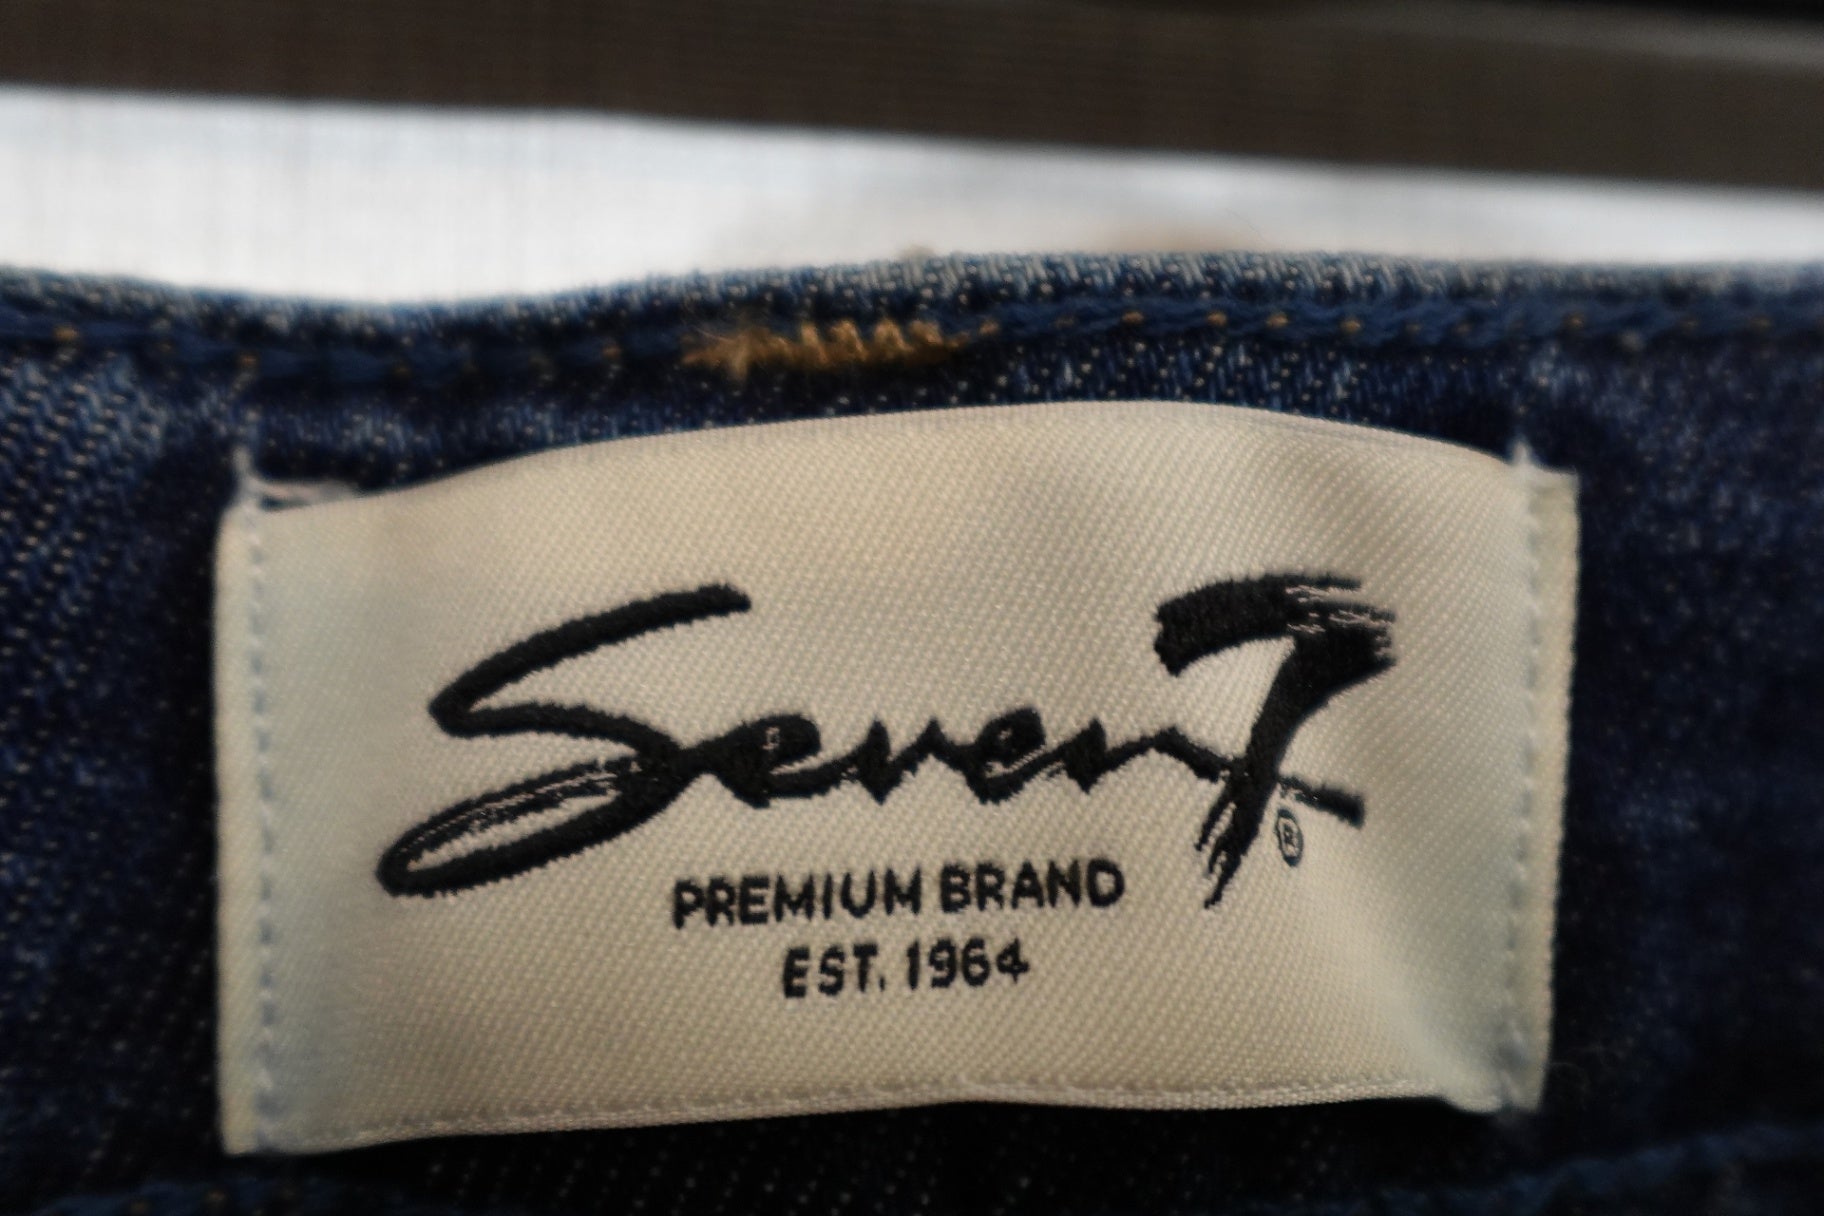 Seven7®
PREMIUM BRAND
EST. 1964